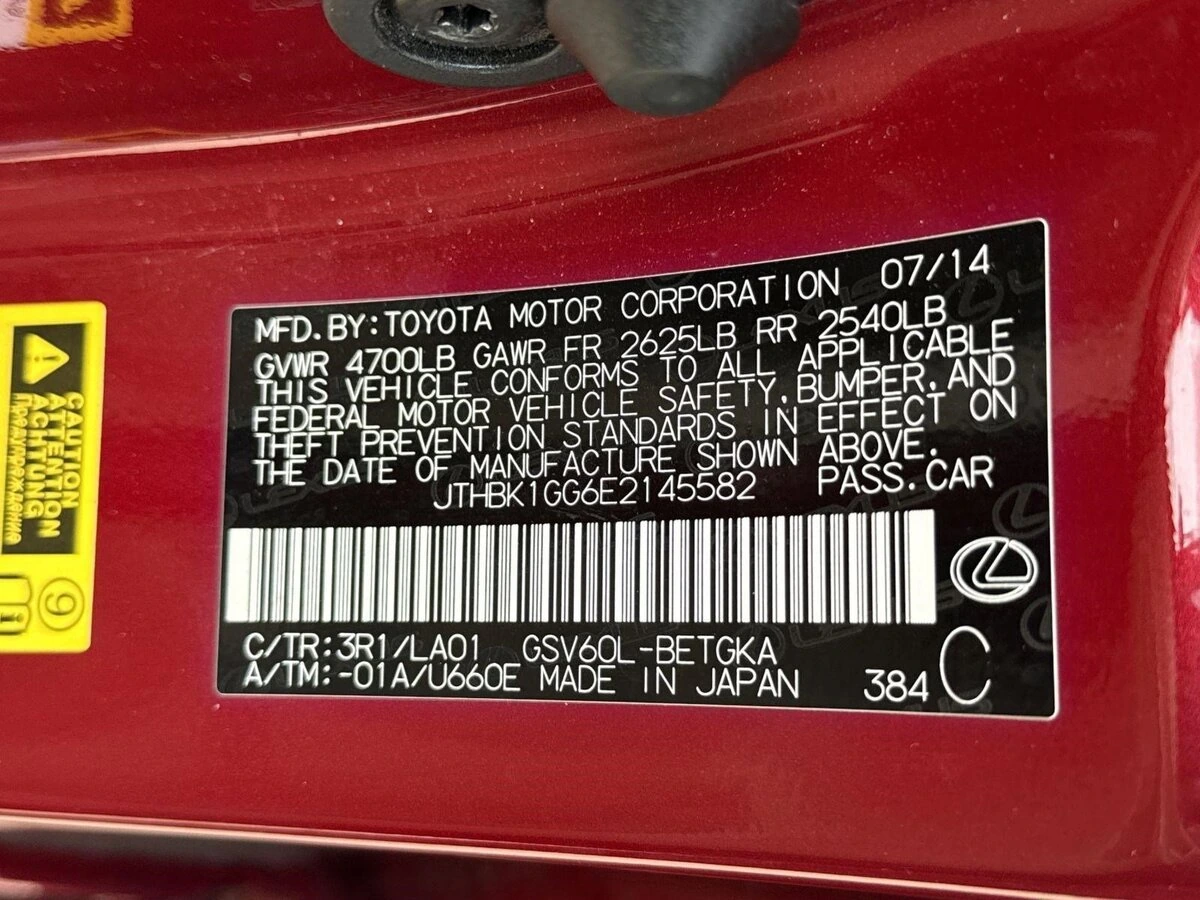 MFD.BY:TOYOTA MOTOR CORPORATION 07/14
GVWR 4700LB GAWR FR 2625LB RR 2540LB
THIS VEHICLE CONFORMS TO ALL APPLICABLE
FEDERAL MOTOR VEHICLE SAFETY,BUMPER,AND
THEFT PREVENTION STANDARDS IN EFFECT ON
THE DATE OF MANUFACTURE SHOWN ABOVE.
JTHBK1GG6E2145582 PASS.CAR
C/TR:3R1/LA01 GSV60L-BETGKA
A/TM:-01A/U660E MADE IN JAPAN 384 C
CAUTION
ATTENTION
ACHTUNG
Предупреждение